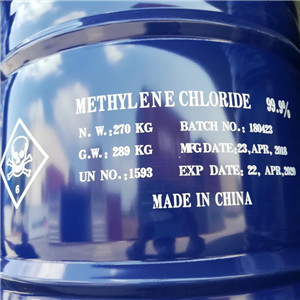 METHYLENE CHLORIDE 99.9%
N. W.:270 KG BATCH NO.:180423
G.W.: 289 KG MFG DATE:23,APR, 2018
UN NO.:1593 EXP DATE: 22, APR,2020
MADE IN CHINA
6